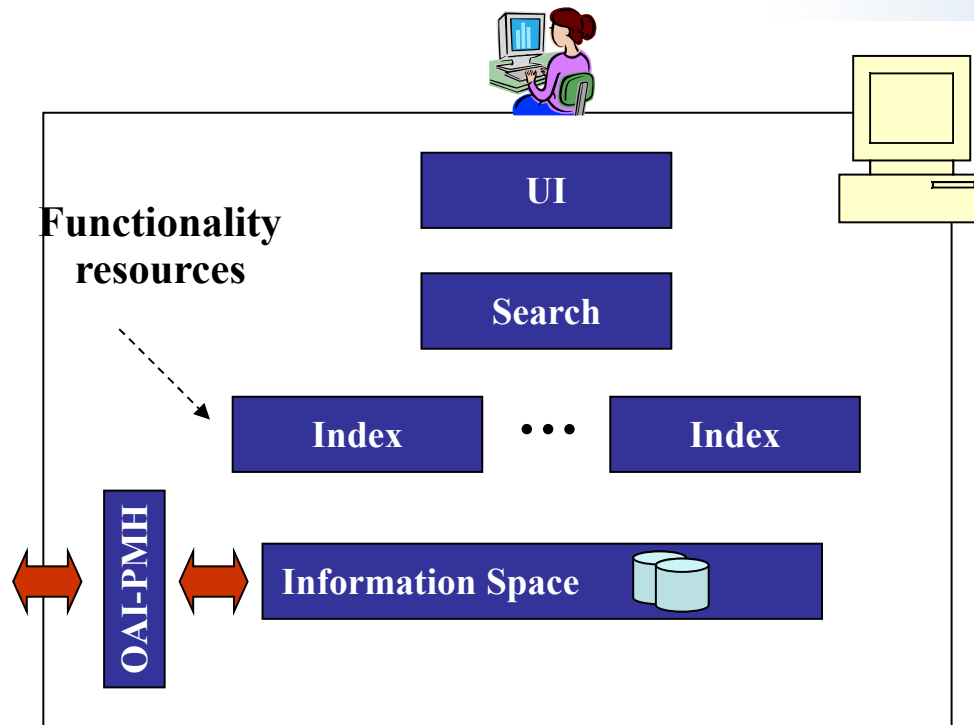 UI
Functionality
resources
Search
Index ••• Index
OAI-PMH
Information Space